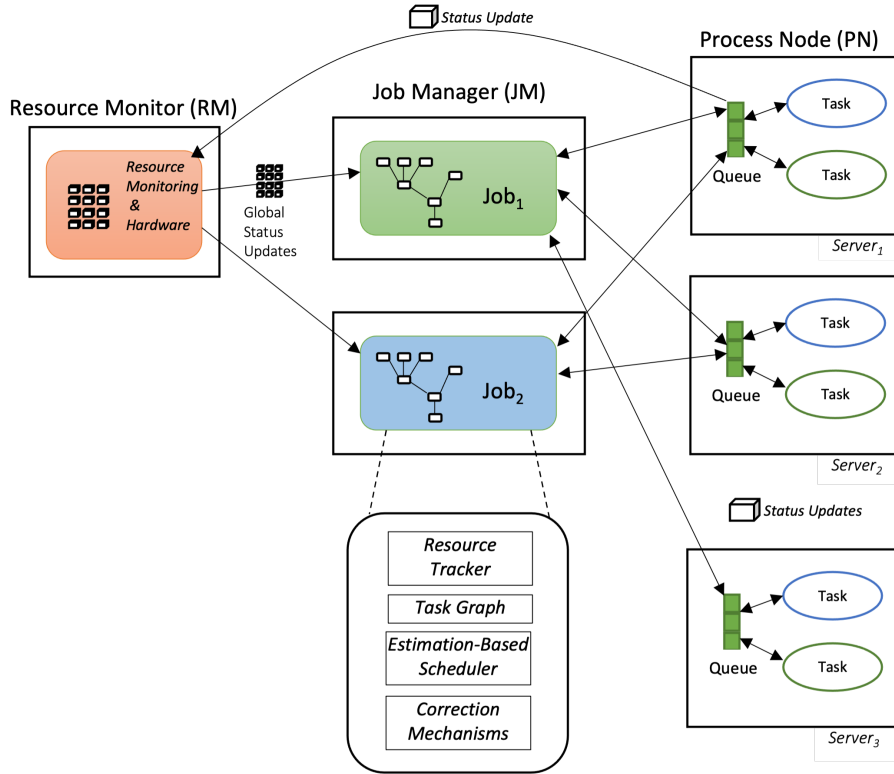 Status Update
Process Node (PN)
Resource Monitor (RM)
Job Manager (JM)
Resource
Monitoring
&
Hardware
Global
Status
Updates
Job1
Queue
Task
Task
Server1
Job2
Queue
Task
Task
Server2
Status Updates
Resource
Tracker
Task Graph
Estimation-Based
Scheduler
Correction
Mechanisms
Queue
Task
Task
Server3